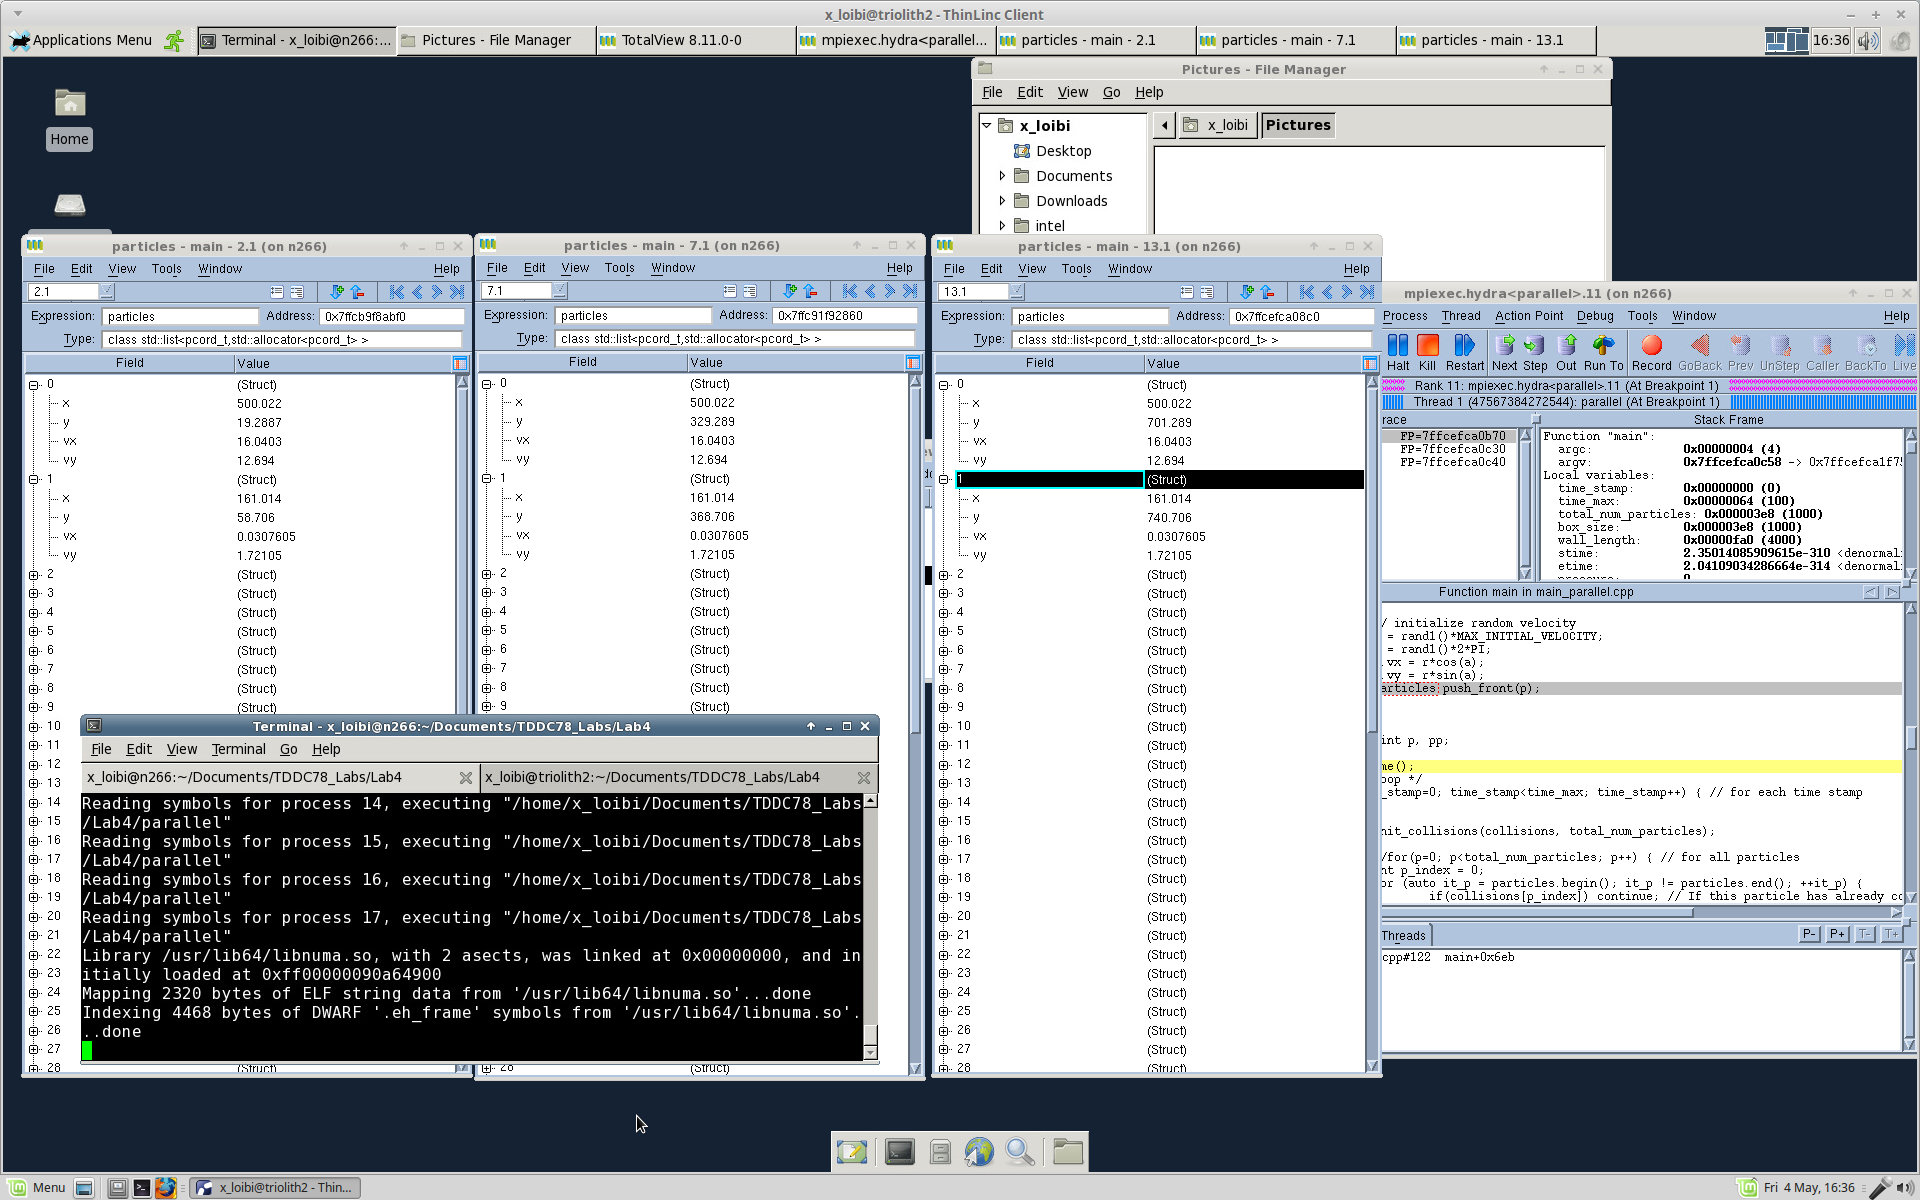 x_loibi@triolith2 - ThinLinc Client
Applications Menu
Terminal - x_loibi@n266:...
Pictures - File Manager
TotalView 8.11.0-0
mpiexec.hydra<parallel...
particles - main - 2.1
particles - main - 7.1
particles - main - 13.1
16:36
Home
Pictures - File Manager
File Edit View Go Help
x_loibi
Desktop
Documents
Downloads
intel
x_loibi Pictures
particles - main - 2.1 (on n266)
File Edit View Tools Window Help
2.1
Expression: particles Address: 0x7ffcb9f8abf0
Type: class std::list<pcord_t,std::allocator<pcord_t> >
Field Value
0 (Struct)
x 500.022
y 19.2887
vx 16.0403
vy 12.694
1 (Struct)
x 161.014
y 58.706
vx 0.0307605
vy 1.72105
2 (Struct)
3 (Struct)
4 (Struct)
5 (Struct)
6 (Struct)
7 (Struct)
8 (Struct)
9 (Struct)
10
11
12
13
14
15
16
17
18
19
20
21
22
23
24
25
26
27
28 (Struct)
particles - main - 7.1 (on n266)
File Edit View Tools Window Help
7.1
Expression: particles Address: 0x7ffc91f92860
Type: class std::list<pcord_t,std::allocator<pcord_t> >
Field Value
0 (Struct)
x 500.022
y 329.289
vx 16.0403
vy 12.694
1 (Struct)
x 161.014
y 368.706
vx 0.0307605
vy 1.72105
2 (Struct)
3 (Struct)
4 (Struct)
5 (Struct)
6 (Struct)
7 (Struct)
8 (Struct)
9 (Struct)
28 (Struct)
particles - main - 13.1 (on n266)
File Edit View Tools Window Help
13.1
Expression: particles Address: 0x7ffcefca08c0
Type: class std::list<pcord_t,std::allocator<pcord_t> >
Field Value
0 (Struct)
x 500.022
y 701.289
vx 16.0403
vy 12.694
1 (Struct)
x 161.014
y 740.706
vx 0.0307605
vy 1.72105
2 (Struct)
3 (Struct)
4 (Struct)
5 (Struct)
6 (Struct)
7 (Struct)
8 (Struct)
9 (Struct)
10 (Struct)
11 (Struct)
12 (Struct)
13 (Struct)
14 (Struct)
15 (Struct)
16 (Struct)
17 (Struct)
18 (Struct)
19 (Struct)
20 (Struct)
21 (Struct)
22 (Struct)
23 (Struct)
24 (Struct)
25 (Struct)
26 (Struct)
27 (Struct)
28 (Struct)
mpiexec.hydra<parallel>.11 (on n266)
Process Thread Action Point Debug Tools Window Help
Halt Kill Restart Next Step Out Run To Record GoBack Prev UnStep Caller BackTo Live
Rank 11: mpiexec.hydra<parallel>.11 (At Breakpoint 1)
Thread 1 (47567384272544): parallel (At Breakpoint 1)
race
FP=7ffcefca0b70
FP=7ffcefca0c30
FP=7ffcefca0c40
Stack Frame
Function "main":
argc: 0x00000004 (4)
argv: 0x7ffcefca0c58 -> 0x7ffcefca1f75
Local variables:
time_stamp: 0x00000000 (0)
time_max: 0x00000064 (100)
total_num_particles: 0x000003e8 (1000)
box_size: 0x000003e8 (1000)
wall_length: 0x00000fa0 (4000)
stime: 2.35014085909615e-310 <denormal
etime: 2.04109034286664e-314 <denormal
Function main in main_parallel.cpp
/ initialize random velocity
= rand1()*MAX_INITIAL_VELOCITY;
= rand1()*2*PI;
vx = r*cos(a);
vy = r*sin(a);
articles push_front(p);
int p, pp;
me();
oop */
_stamp=0; time_stamp<time_max; time_stamp++) { // for each time stamp
nit_collisions(collisions, total_num_particles);
/for(p=0; p<total_num_particles; p++) { // for all particles
nt p_index = 0;
or (auto it_p = particles.begin(); it_p != particles.end(); ++it_p) {
if(collisions[p_index]) continue; // If this particle has already co
Threads
P- P+ T- T+
cpp#122 main+0x6eb
Terminal - x_loibi@n266:~/Documents/TDDC78_Labs/Lab4
File Edit View Terminal Go Help
x_loibi@n266:~/Documents/TDDC78_Labs/Lab4
x_loibi@triolith2:~/Documents/TDDC78_Labs/Lab4
Reading symbols for process 14, executing "/home/x_loibi/Documents/TDDC78_Labs
/Lab4/parallel"
Reading symbols for process 15, executing "/home/x_loibi/Documents/TDDC78_Labs
/Lab4/parallel"
Reading symbols for process 16, executing "/home/x_loibi/Documents/TDDC78_Labs
/Lab4/parallel"
Reading symbols for process 17, executing "/home/x_loibi/Documents/TDDC78_Labs
/Lab4/parallel"
Library /usr/lib64/libnuma.so, with 2 asects, was linked at 0x00000000, and in
itially loaded at 0xff00000090a64900
Mapping 2320 bytes of ELF string data from '/usr/lib64/libnuma.so'...done
Indexing 4468 bytes of DWARF '.eh_frame' symbols from '/usr/lib64/libnuma.so'.
..done
Menu
x_loibi@triolith2 - Thin...
Fri 4 May, 16:36